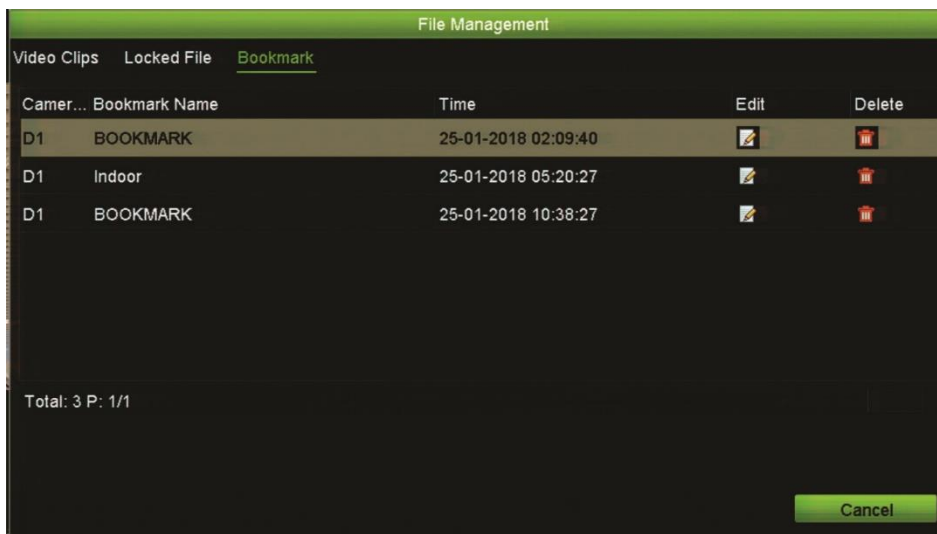 File Management
Video Clips Locked File Bookmark
Camer... Bookmark Name Time Edit Delete
D1 BOOKMARK 25-01-2018 02:09:40
D1 Indoor 25-01-2018 05:20:27
D1 BOOKMARK 25-01-2018 10:38:27
Total: 3 P: 1/1
Cancel